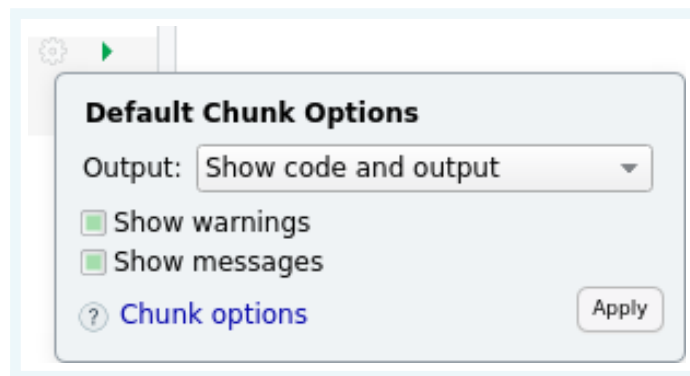 Default Chunk Options
Output: Show code and output
Show warnings
Show messages
? Chunk options Apply